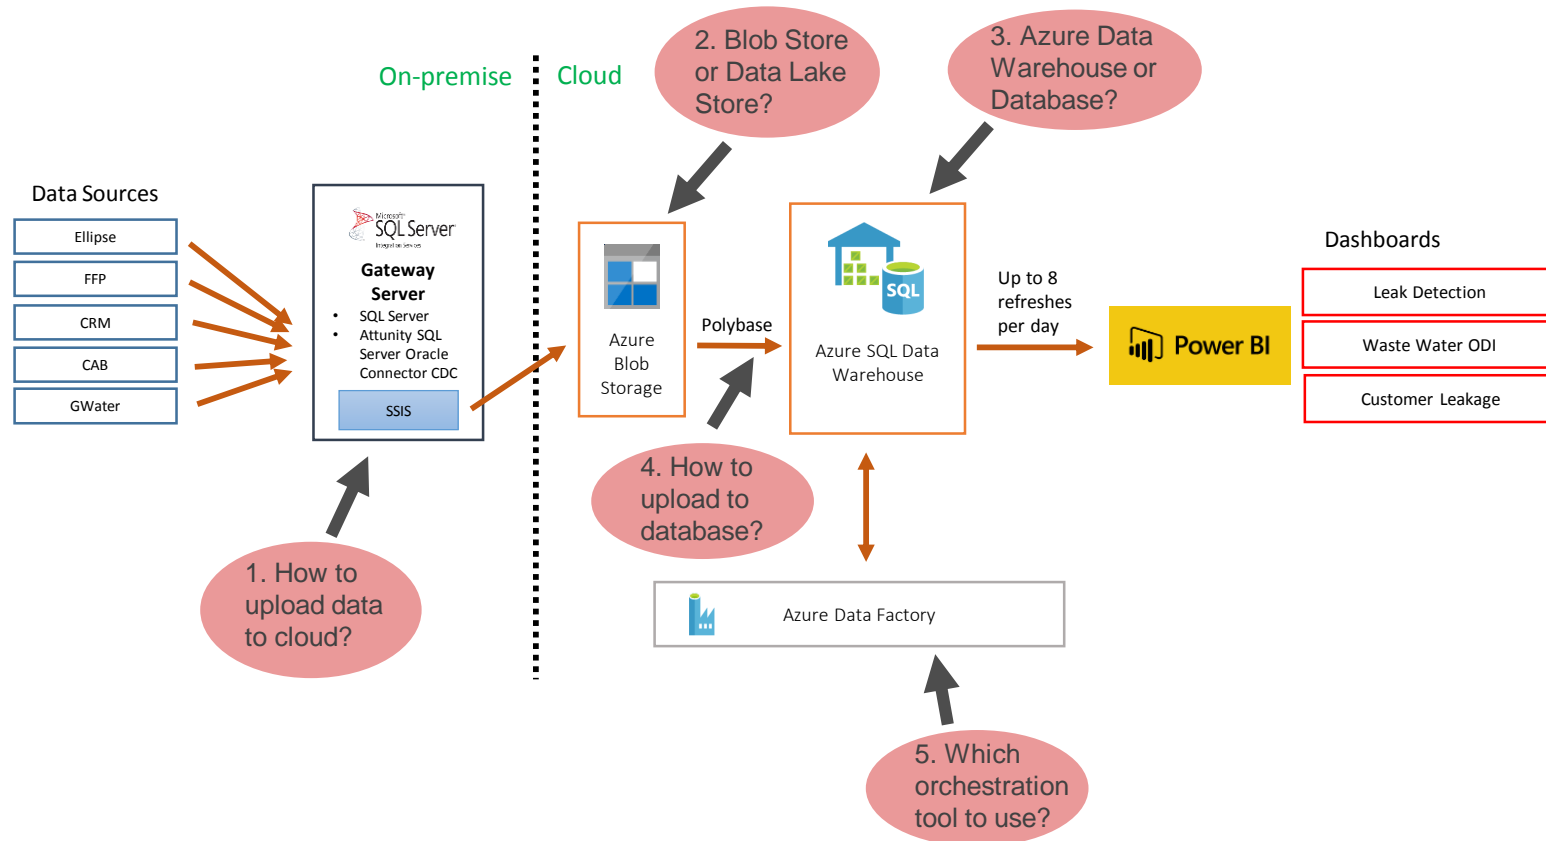 On-premise
Cloud
2. Blob Store
or Data Lake
Store?
3. Azure Data
Warehouse or
Database?
Data Sources
Ellipse
FFP
CRM
CAB
GWater
Microsoft®
SQL Server
Integration Services
Gateway
Server
• SQL Server
• Attunity SQL
Server Oracle
Connector CDC
SSIS
Azure
Blob
Storage
Polybase
SQL
Azure SQL Data
Warehouse
Up to 8
refreshes
per day
Power BI
Dashboards
Leak Detection
Waste Water ODI
Customer Leakage
4. How to
upload to
database?
1. How to
upload data
to cloud?
Azure Data Factory
5. Which
orchestration
tool to use?